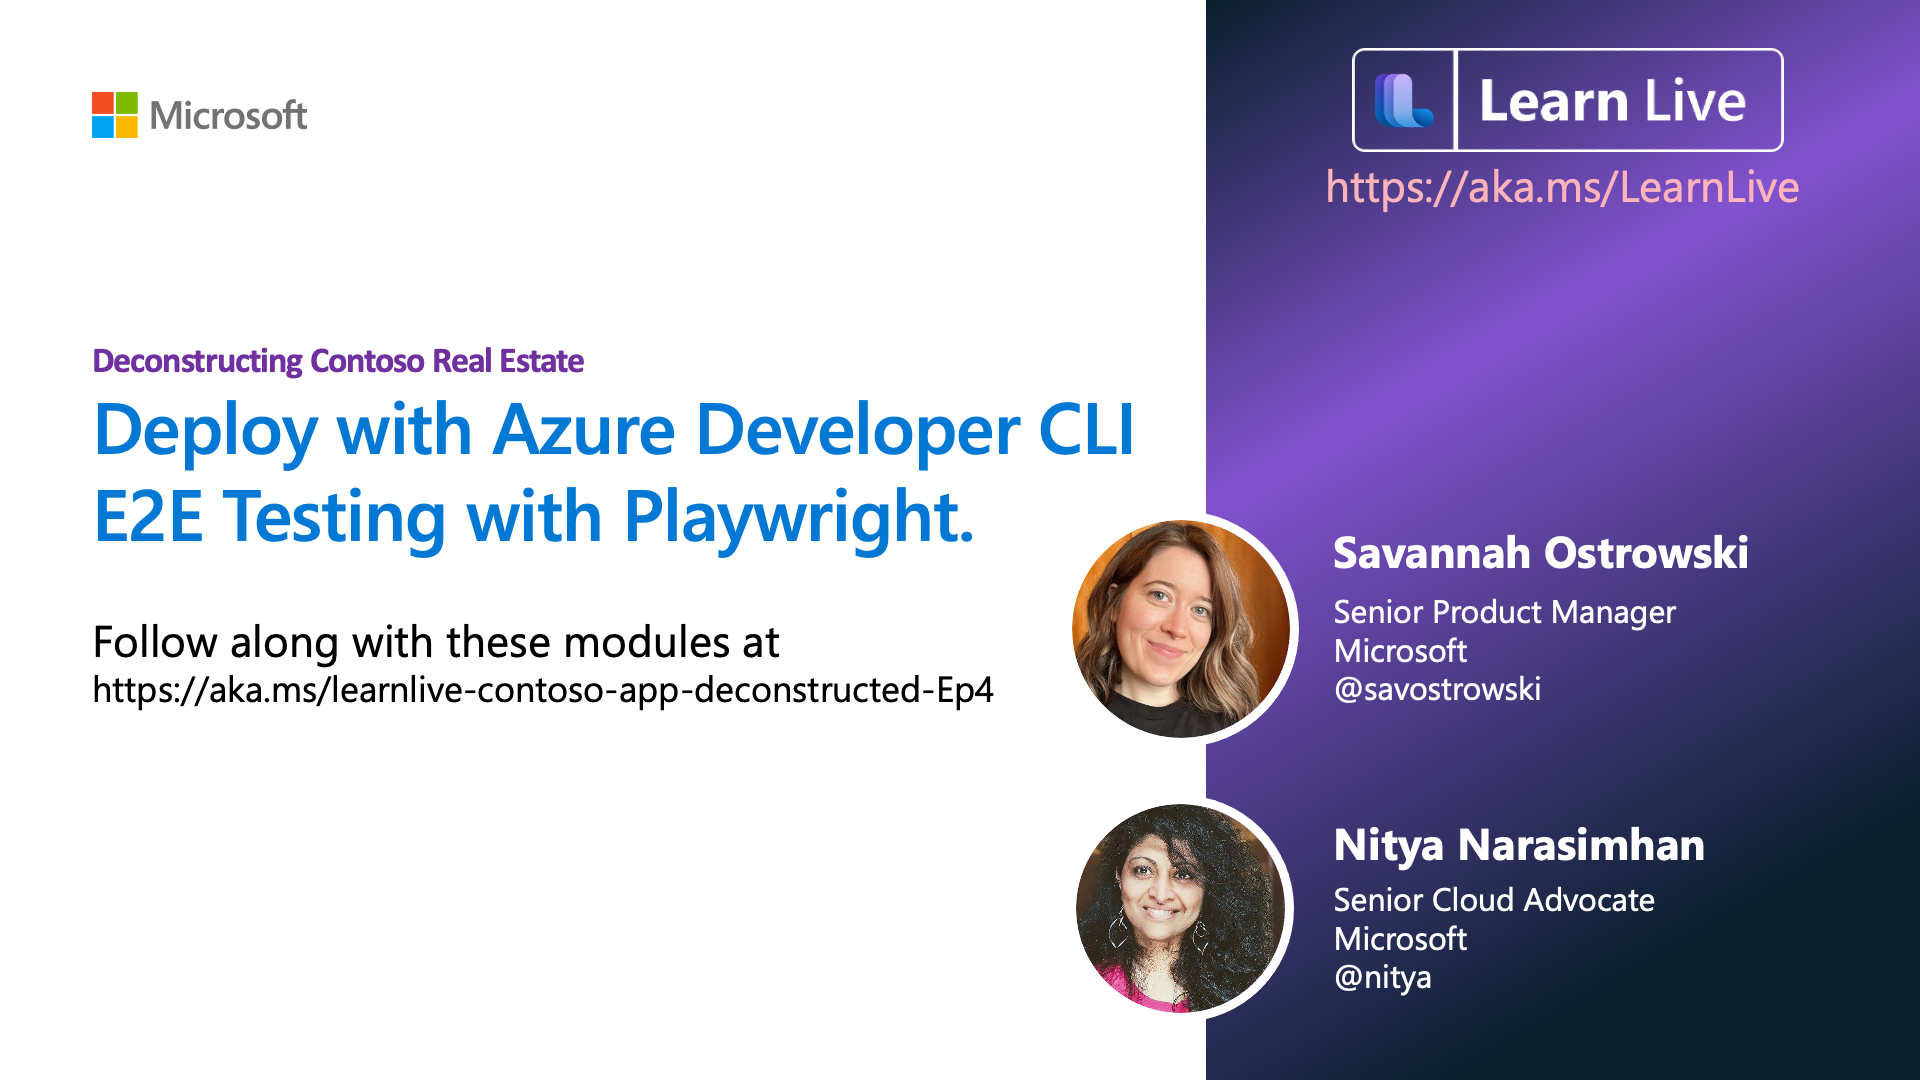 Microsoft
Learn Live
https://aka.ms/LearnLive
Deconstructing Contoso Real Estate
Deploy with Azure Developer CLI
E2E Testing with Playwright.
Follow along with these modules at
https://aka.ms/learnlive-contoso-app-deconstructed-Ep4
Savannah Ostrowski
Senior Product Manager
Microsoft
@savostrowski
Nitya Narasimhan
Senior Cloud Advocate
Microsoft
@nitya